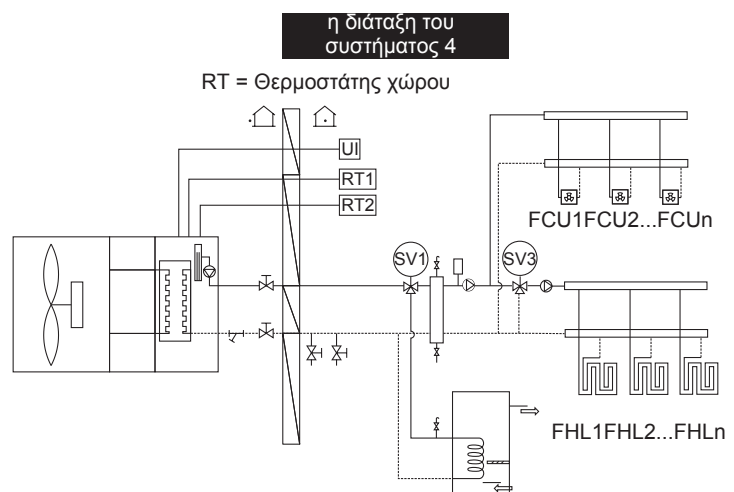 η διάταξη του
συστήματος 4
RT = Θερμοστάτης χώρου
UI
RT1
RT2
SV1
SV3
FCU1FCU2...FCUn
FHL1FHL2...FHLn